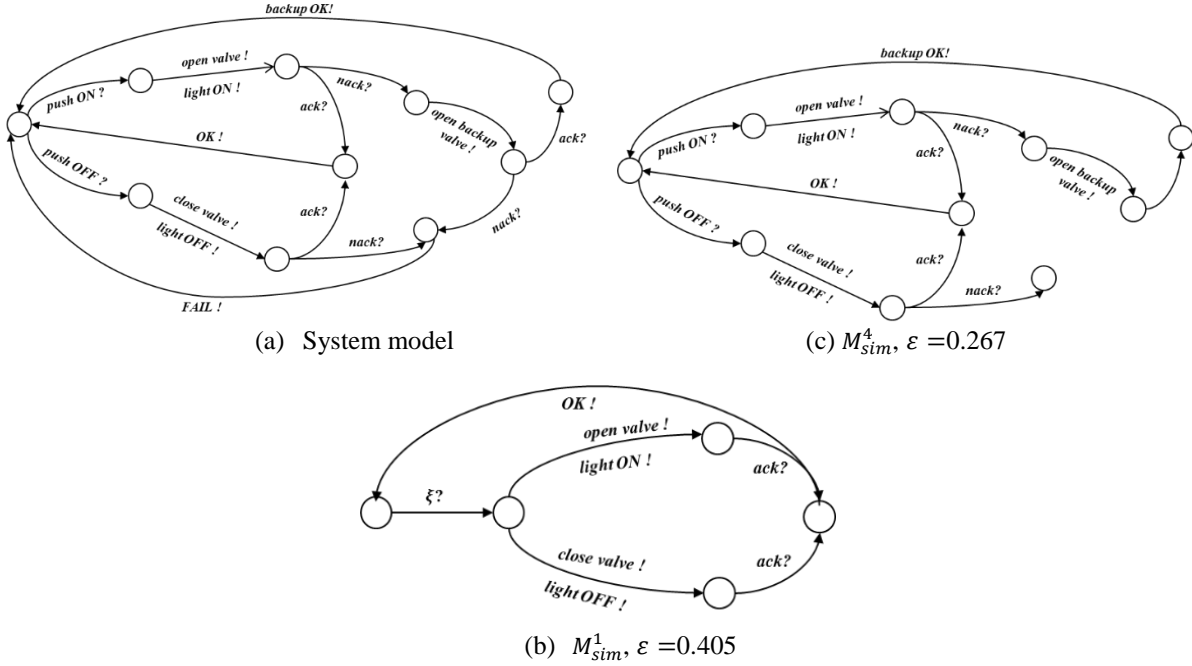 backup OK!
open valve !
light ON !
push ON ?
nack?
ack?
open backup
valve !
ack?
OK !
push OFF ?
close valve !
light OFF !
ack?
nack?
nack?
FAIL !
(a) System model
backup OK!
open valve !
light ON !
push ON ?
nack?
ack?
open backup
valve !
OK !
push OFF ?
close valve !
light OFF !
ack?
nack?
(c) M⁴sim, ε =0.267
OK !
open valve !
light ON !
ack?
ξ?
close valve !
light OFF !
ack?
(b) M¹sim, ε =0.405